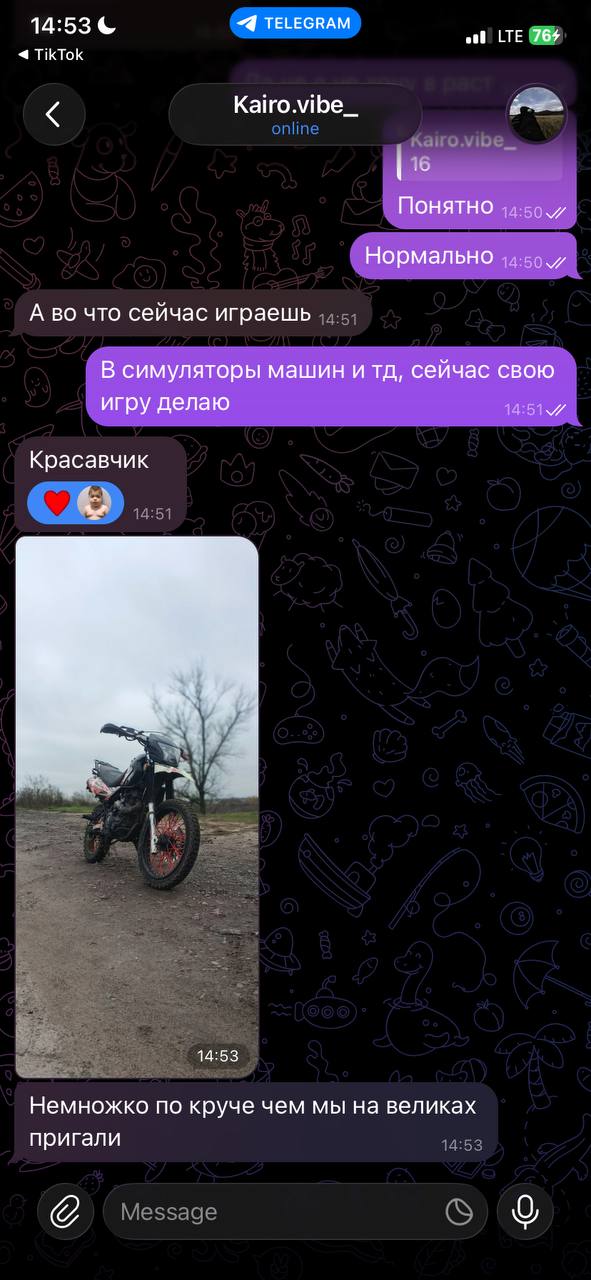 14:53
TELEGRAM
LTE 76
TikTok
Kairo.vibe_
online
Kairo.vibe_
16
Понятно 14:50
Нормально 14:50
А во что сейчас играешь 14:51
В симуляторы машин и тд, сейчас свою
игру делаю 14:51
Красавчик
14:51
14:53
Немножко по круче чем мы на великах
пригали 14:53
Message